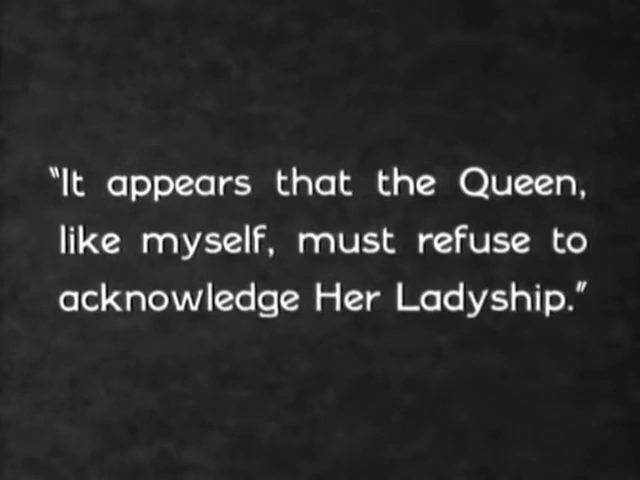 "It appears that the Queen,
like myself, must refuse to
acknowledge Her Ladyship."